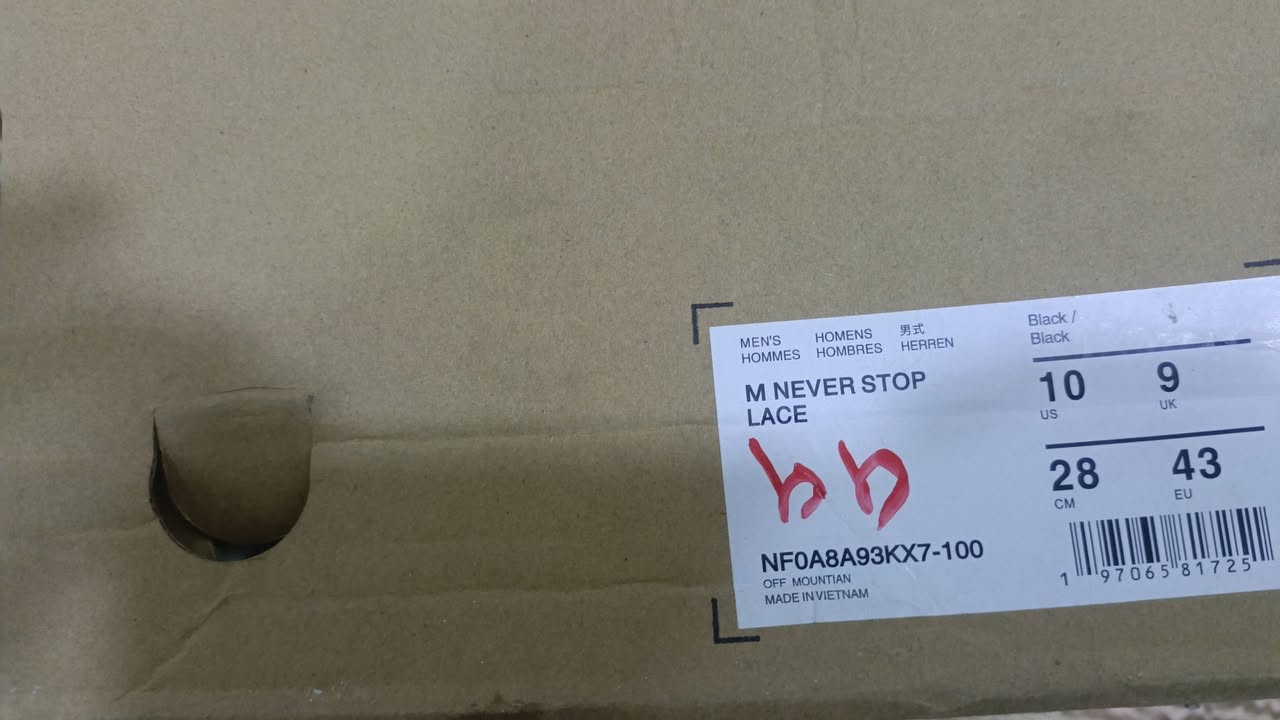 MEN'S HOMENS 男式
HOMMES HOMBRES HERREN
M NEVER STOP
LACE
NF0A8A93KX7-100
OFF MOUNTIAN
MADE IN VIETNAM
Black /
Black
10 9
US UK
28 43
CM EU
1 97065 81725